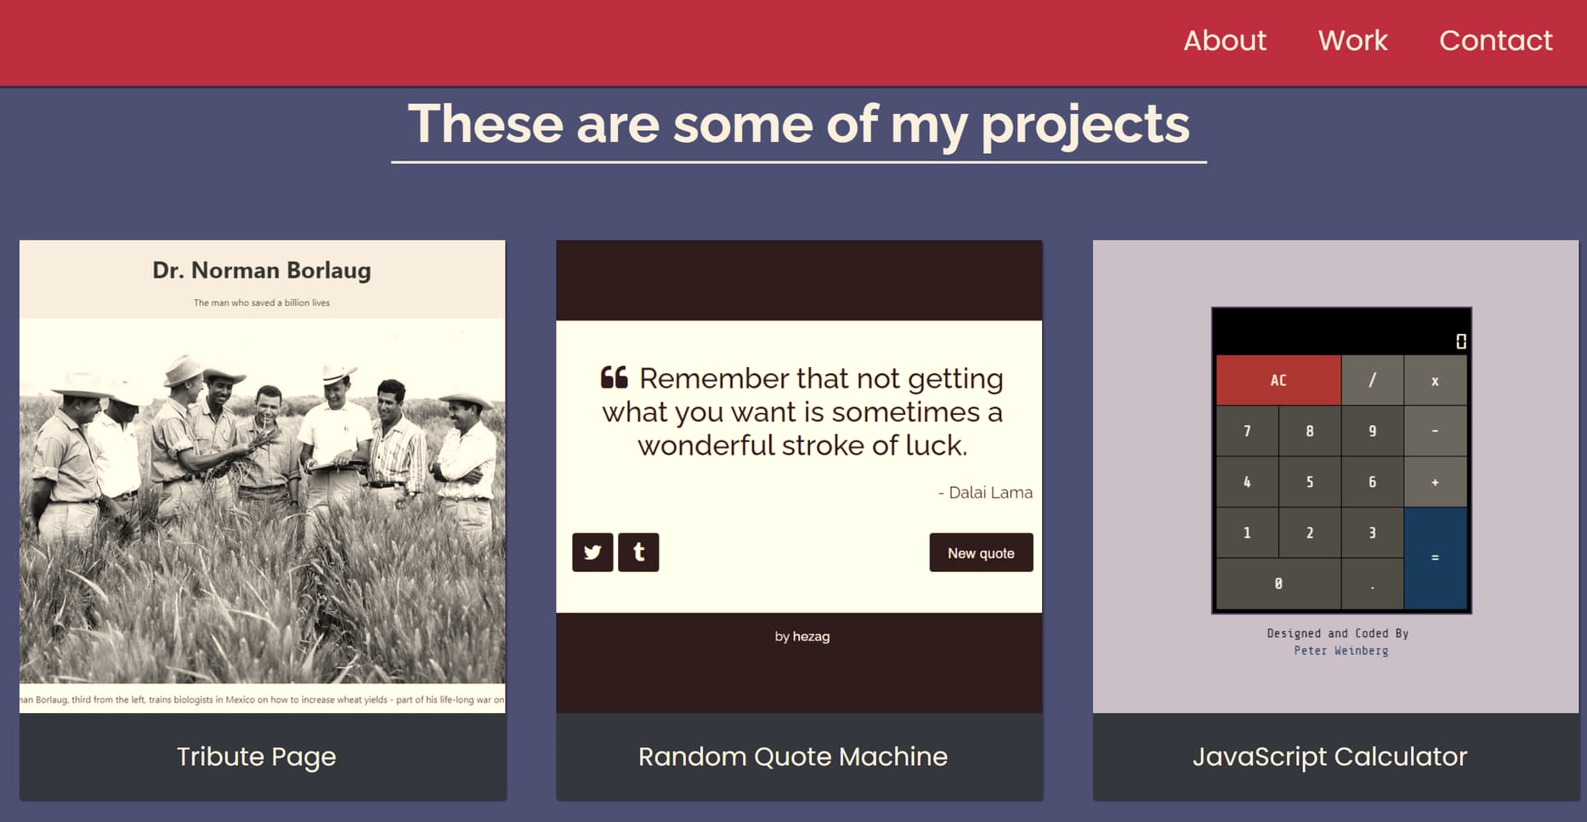 About Work Contact
These are some of my projects
Dr. Norman Borlaug
The man who saved a billion lives
Borlaug, third from the left, trains biologists in Mexico on how to increase wheat yields - part of his life-long war on
Tribute Page
Remember that not getting
what you want is sometimes a
wonderful stroke of luck.
- Dalai Lama
New quote
by hezag
Random Quote Machine
0
AC / x
7 8 9 -
4 5 6 +
1 2 3
=
0 .
Designed and Coded By
Peter Weinberg
JavaScript Calculator